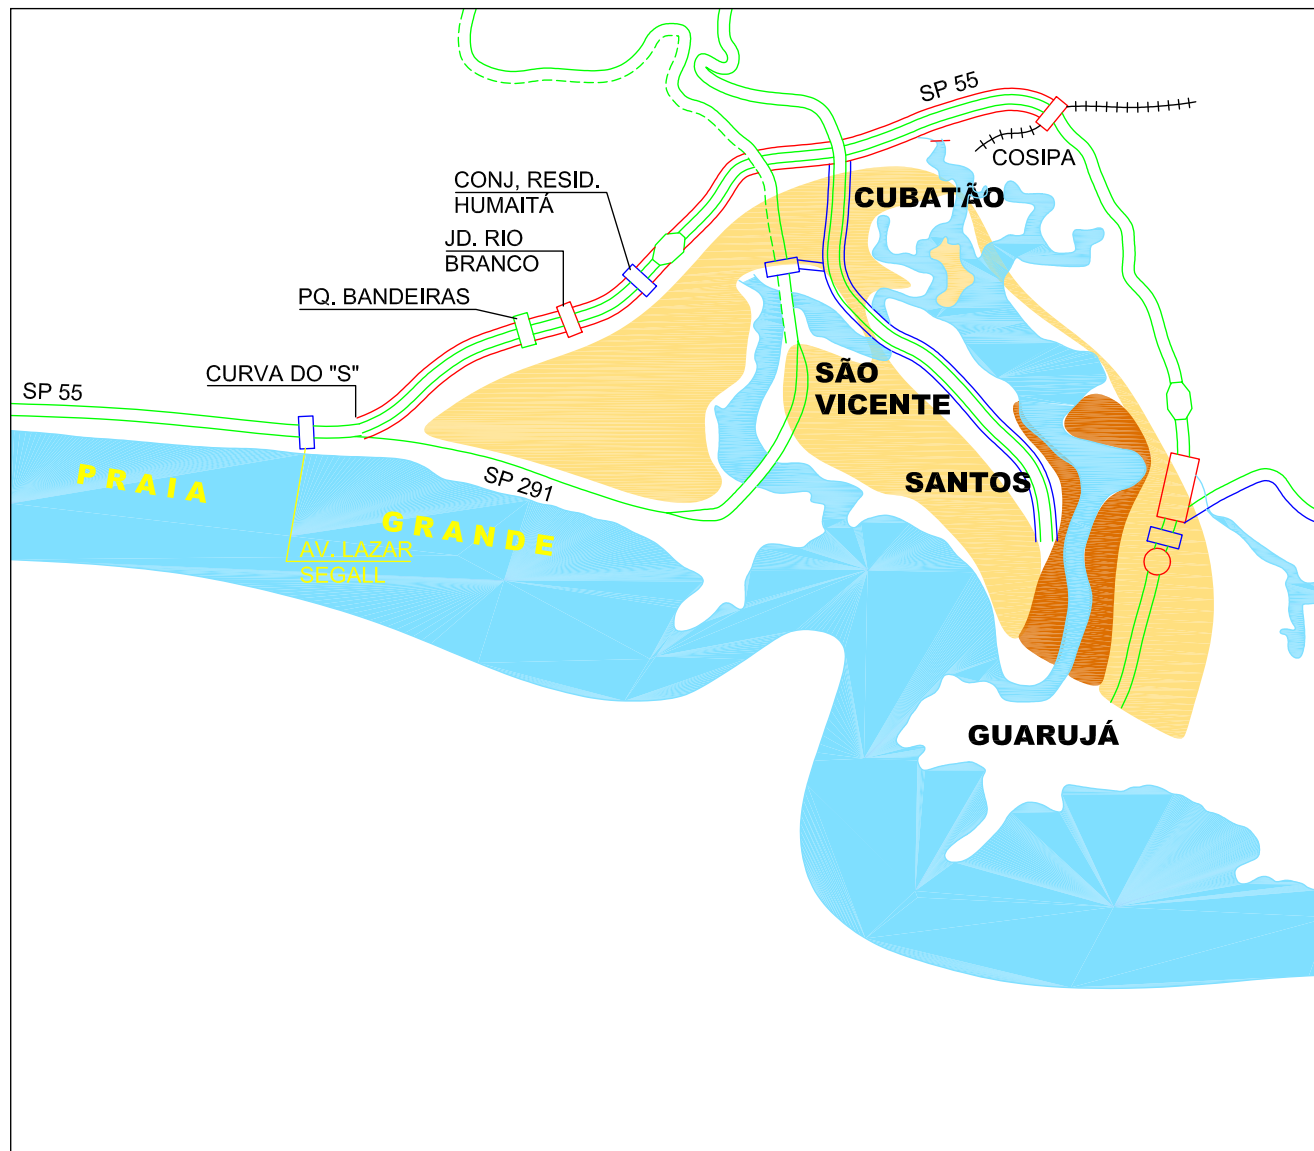 SP 55
COSIPA
CONJ, RESID.
HUMAITÁ
CUBATÃO
JD. RIO
BRANCO
PQ. BANDEIRAS
CURVA DO "S"
SP 55
SÃO
VICENTE
PRAIA
SP 291
SANTOS
GRANDE
AV. LAZAR
SEGALL
GUARUJÁ